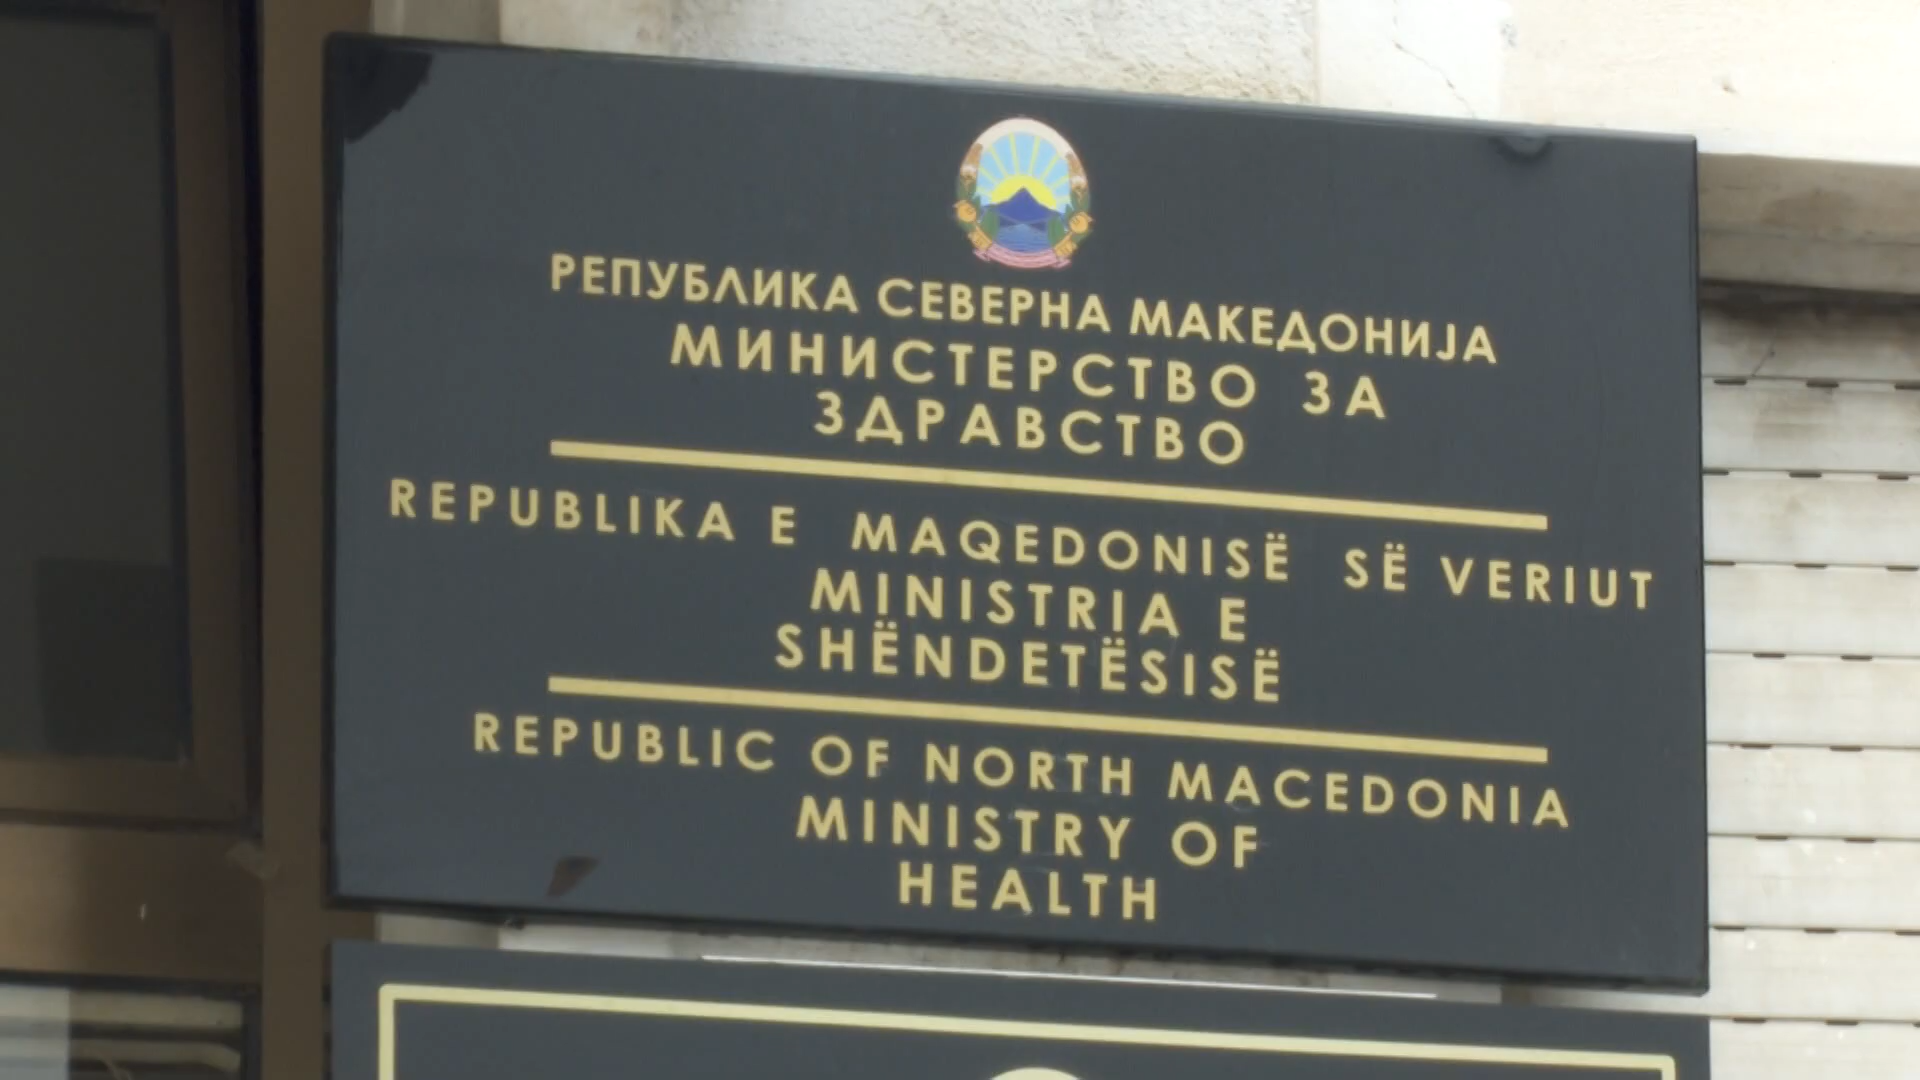 РЕПУБЛИКА СЕВЕРНА МАКЕДОНИЈА
МИНИСТЕРСТВО ЗА
ЗДРАВСТВО
REPUBLIKA E MAQEDONISË SË VERIUT
MINISTRIA E
SHËNDETËSISË
REPUBLIC OF NORTH MACEDONIA
MINISTRY OF
HEALTH